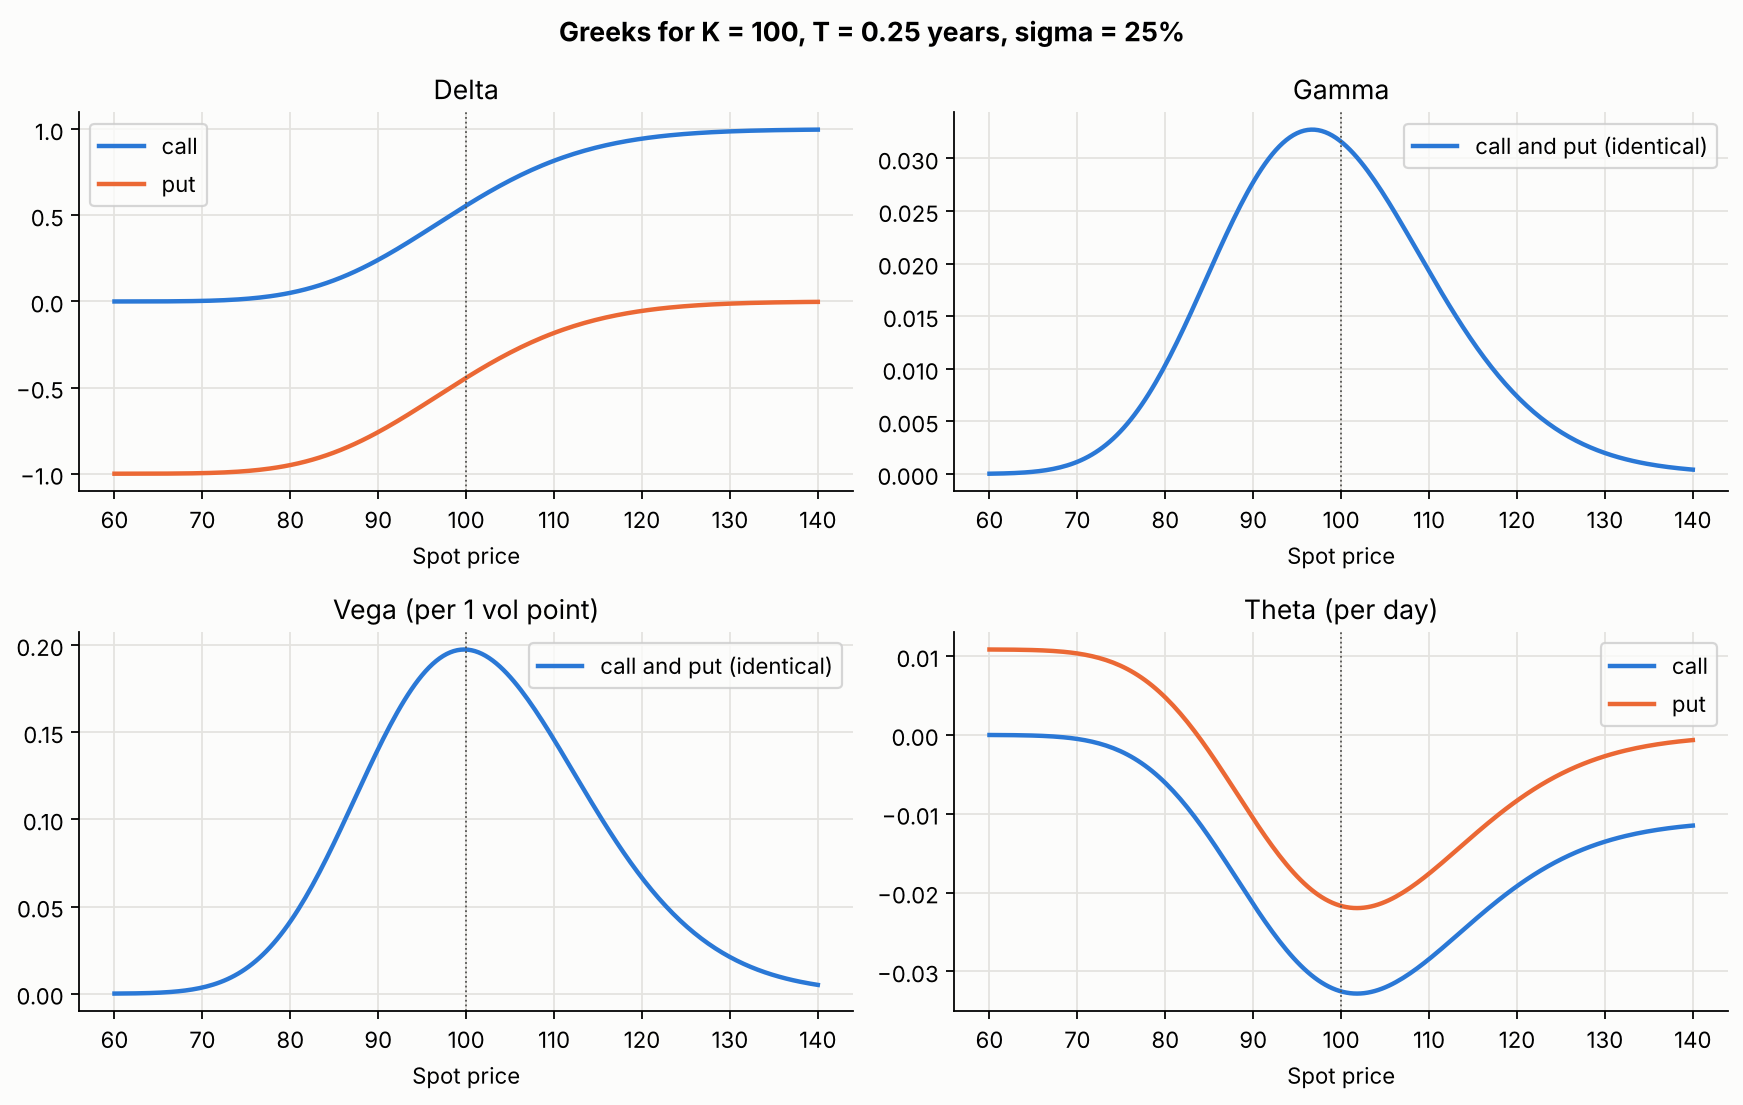 Greeks for K = 100, T = 0.25 years, sigma = 25%
Delta
call
put
1.0
0.5
0.0
−0.5
−1.0
60 70 80 90 100 110 120 130 140
Spot price
Gamma
call and put (identical)
0.030
0.025
0.020
0.015
0.010
0.005
0.000
60 70 80 90 100 110 120 130 140
Spot price
Vega (per 1 vol point)
call and put (identical)
0.20
0.15
0.10
0.05
0.00
60 70 80 90 100 110 120 130 140
Spot price
Theta (per day)
call
put
0.01
0.00
−0.01
−0.02
−0.03
60 70 80 90 100 110 120 130 140
Spot price